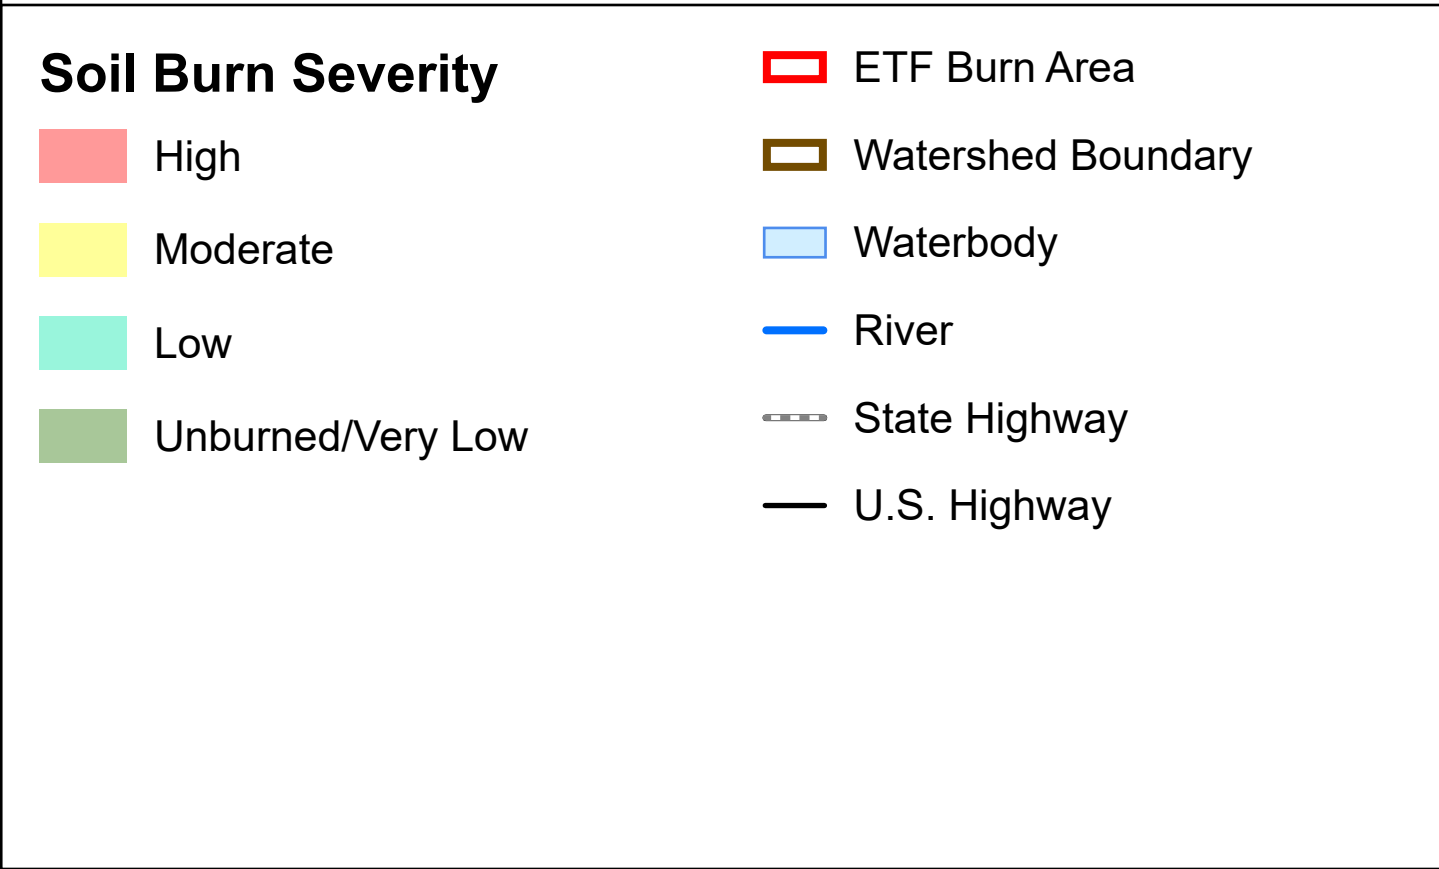 Soil Burn Severity
High
Moderate
Low
Unburned/Very Low
ETF Burn Area
Watershed Boundary
Waterbody
River
State Highway
U.S. Highway